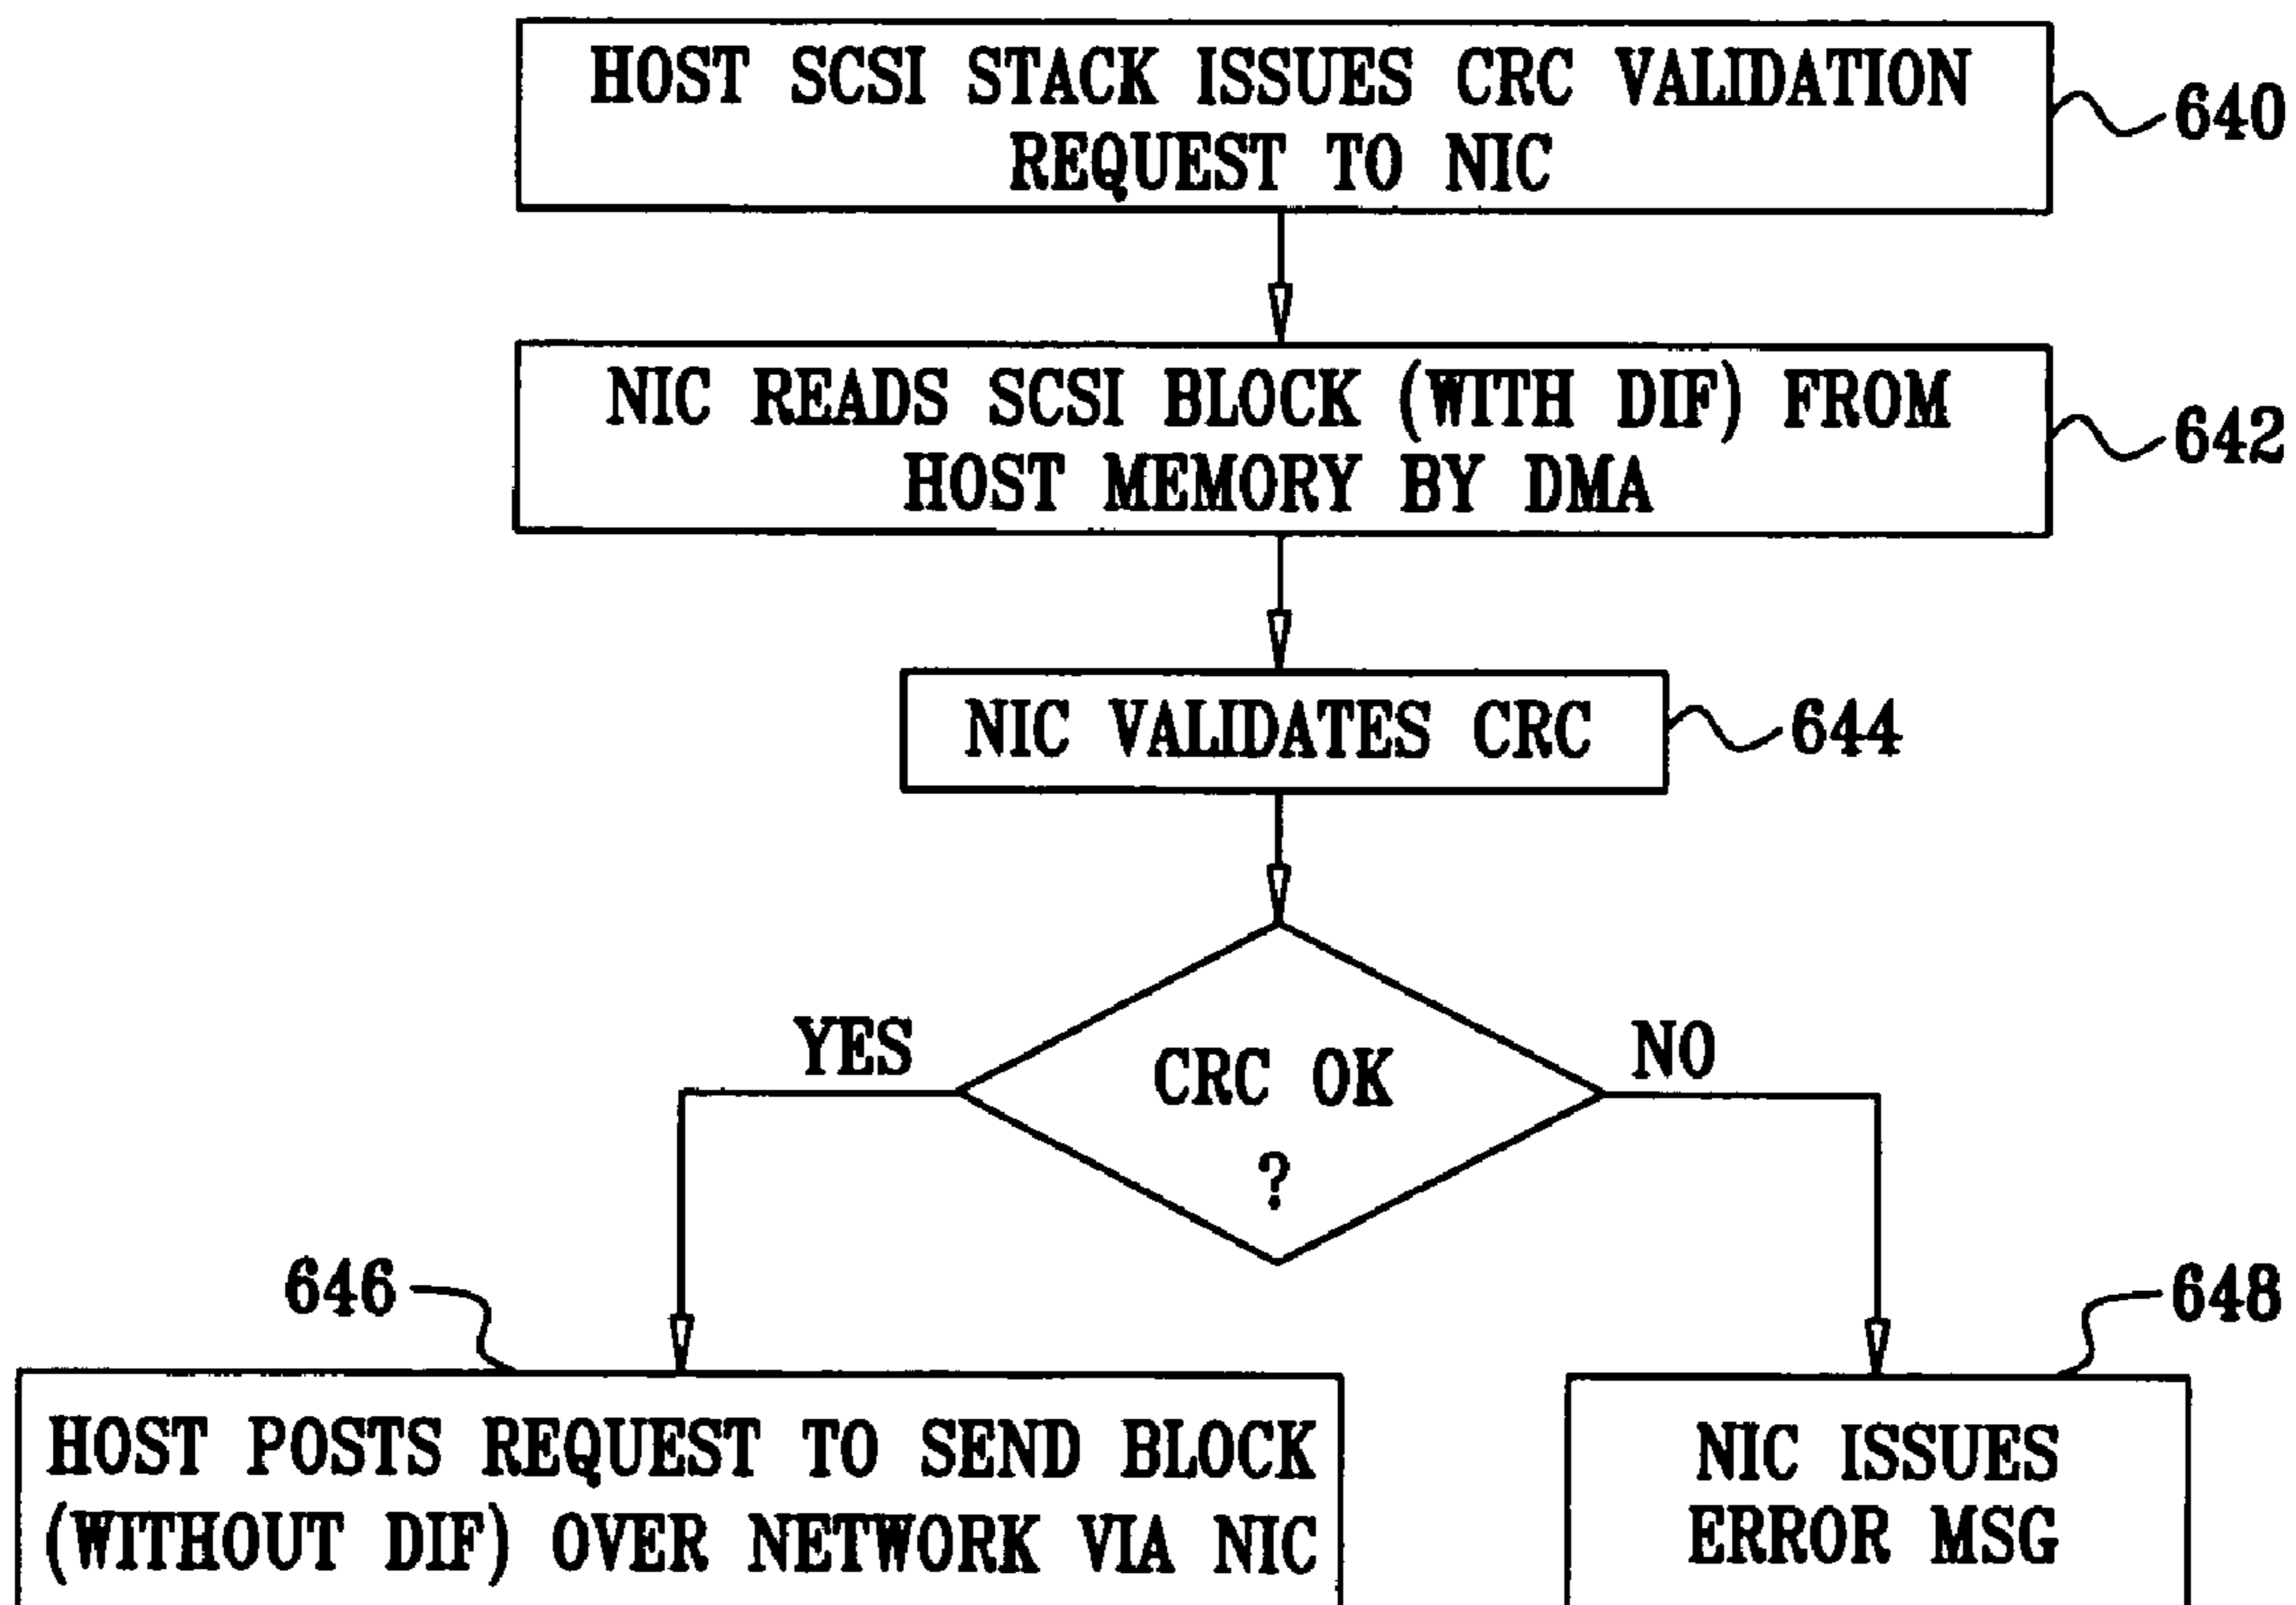 HOST SCSI STACK ISSUES CRC VALIDATION
REQUEST TO NIC
640
NIC READS SCSI BLOCK (WITH DIF) FROM
HOST MEMORY BY DMA
642
NIC VALIDATES CRC
644
YES
CRC OK
?
NO
646
648
HOST POSTS REQUEST TO SEND BLOCK
(WITHOUT DIF) OVER NETWORK VIA NIC
NIC ISSUES
ERROR MSG